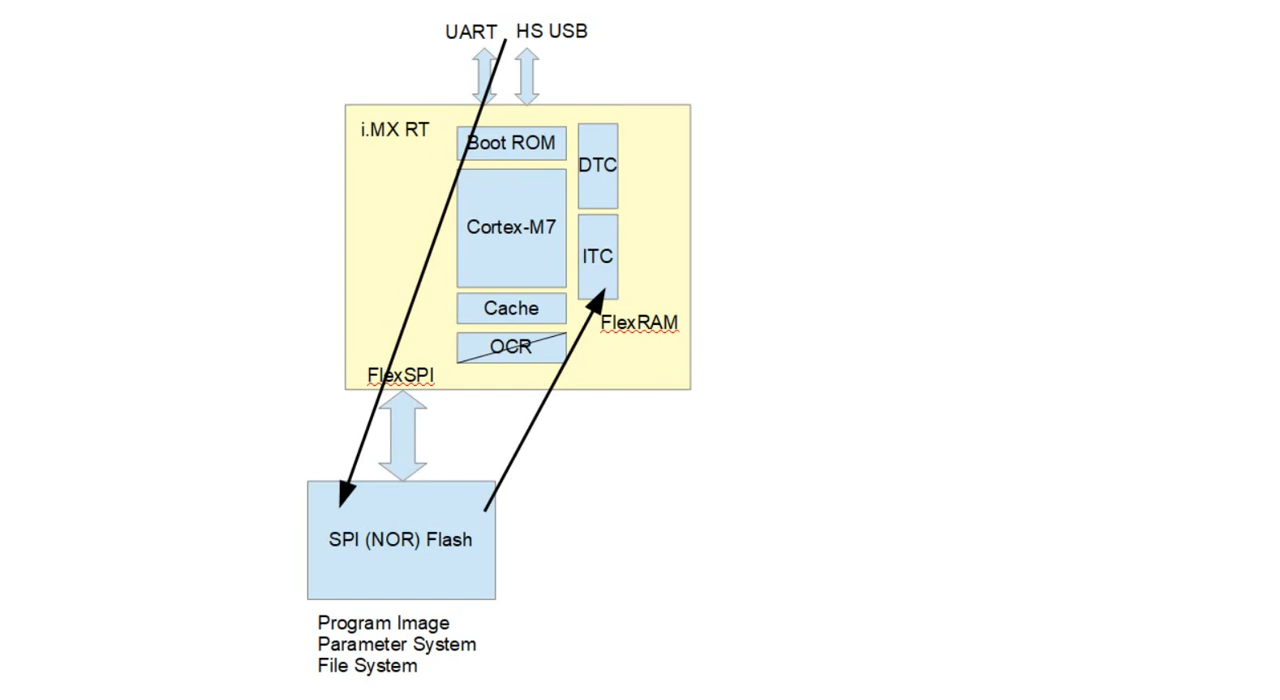 UART HS USB
i.MX RT
Boot ROM
DTC
Cortex-M7
ITC
Cache
FlexRAM
OCR
FlexSPI
SPI (NOR) Flash
Program Image
Parameter System
File System